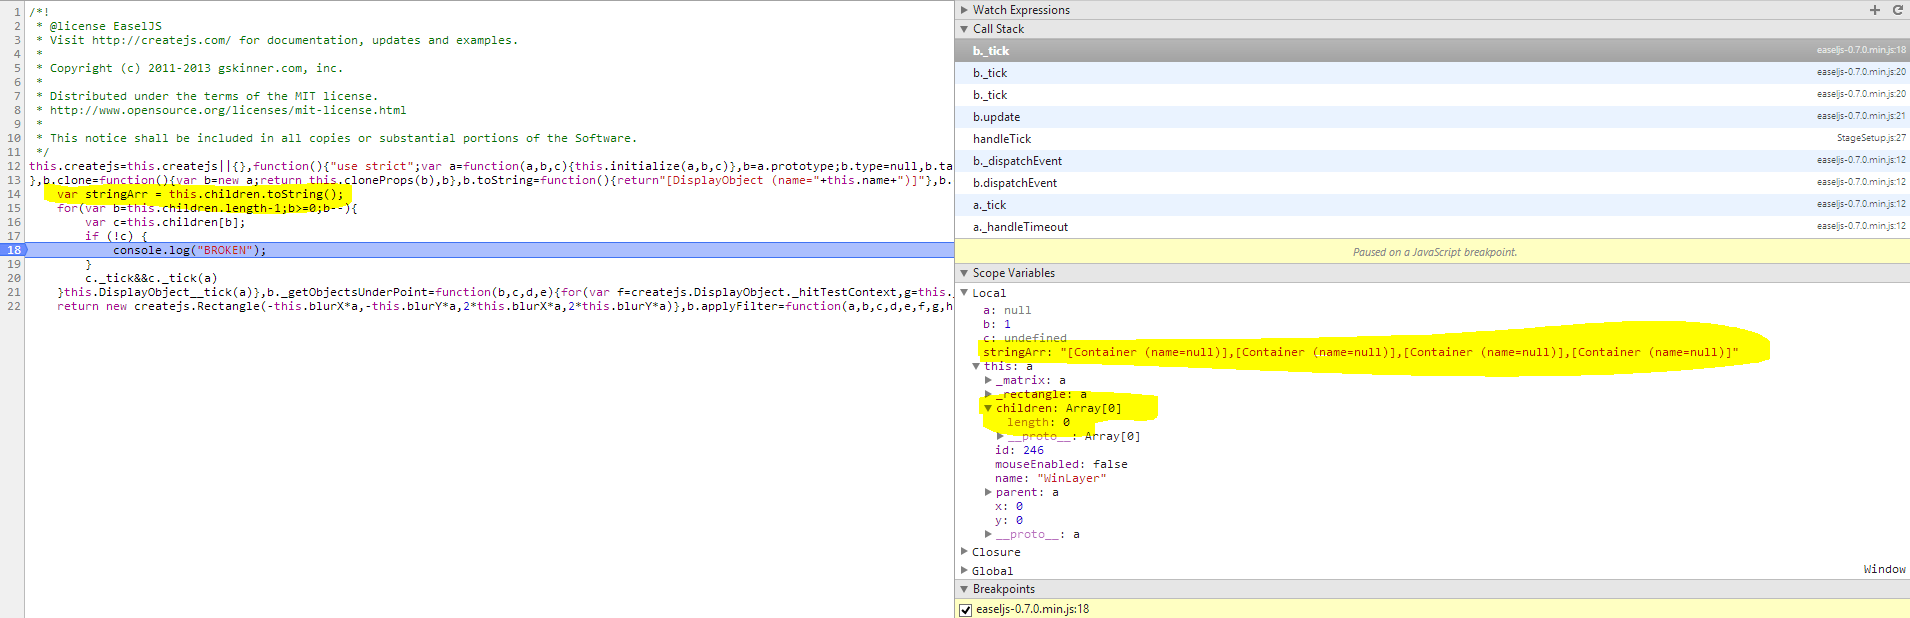 1 /*!
2  * @license EaselJS
3  * Visit http://createjs.com/ for documentation, updates and examples.
4  *
5  * Copyright (c) 2011-2013 gskinner.com, inc.
6  *
7  * Distributed under the terms of the MIT license.
8  * http://www.opensource.org/licenses/mit-license.html
9  *
10  * This notice shall be included in all copies or substantial portions of the Software.
11  */
12 this.createjs=this.createjs||{},function(){"use strict";var a=function(a,b,c){this.initialize(a,b,c)},b=a.prototype;b.type=null,b.ta
13 },b.clone=function(){var b=new a;return this.cloneProps(b),b},b.toString=function(){return"[DisplayObject (name="+this.name+")]"},b.
14     var stringArr = this.children.toString();
15     for(var b=this.children.length-1;b>=0;b--){
16         var c=this.children[b];
17         if (!c) {
18             console.log("BROKEN");
19         }
20         c._tick&&c._tick(a)
21     }this.DisplayObject__tick(a)},b._getObjectsUnderPoint=function(b,c,d,e){for(var f=createjs.DisplayObject._hitTestContext,g=this.
22     return new createjs.Rectangle(-this.blurX*a,-this.blurY*a,2*this.blurX*a,2*this.blurY*a)},b.applyFilter=function(a,b,c,d,e,f,g,h
Watch Expressions
Call Stack
b._tick easeljs-0.7.0.min.js:18
b._tick easeljs-0.7.0.min.js:20
b._tick easeljs-0.7.0.min.js:20
b.update easeljs-0.7.0.min.js:21
handleTick StageSetup.js:27
b._dispatchEvent easeljs-0.7.0.min.js:12
b.dispatchEvent easeljs-0.7.0.min.js:12
a._tick easeljs-0.7.0.min.js:12
a._handleTimeout easeljs-0.7.0.min.js:12
Paused on a JavaScript breakpoint.
Scope Variables
Local
a: null
b: 1
c: undefined
stringArr: "[Container (name=null)],[Container (name=null)],[Container (name=null)],[Container (name=null)]"
this: a
_matrix: a
_rectangle: a
children: Array[0]
length: 0
__proto__: Array[0]
id: 246
mouseEnabled: false
name: "WinLayer"
parent: a
x: 0
y: 0
__proto__: a
Closure
Global Window
Breakpoints
easeljs-0.7.0.min.js:18